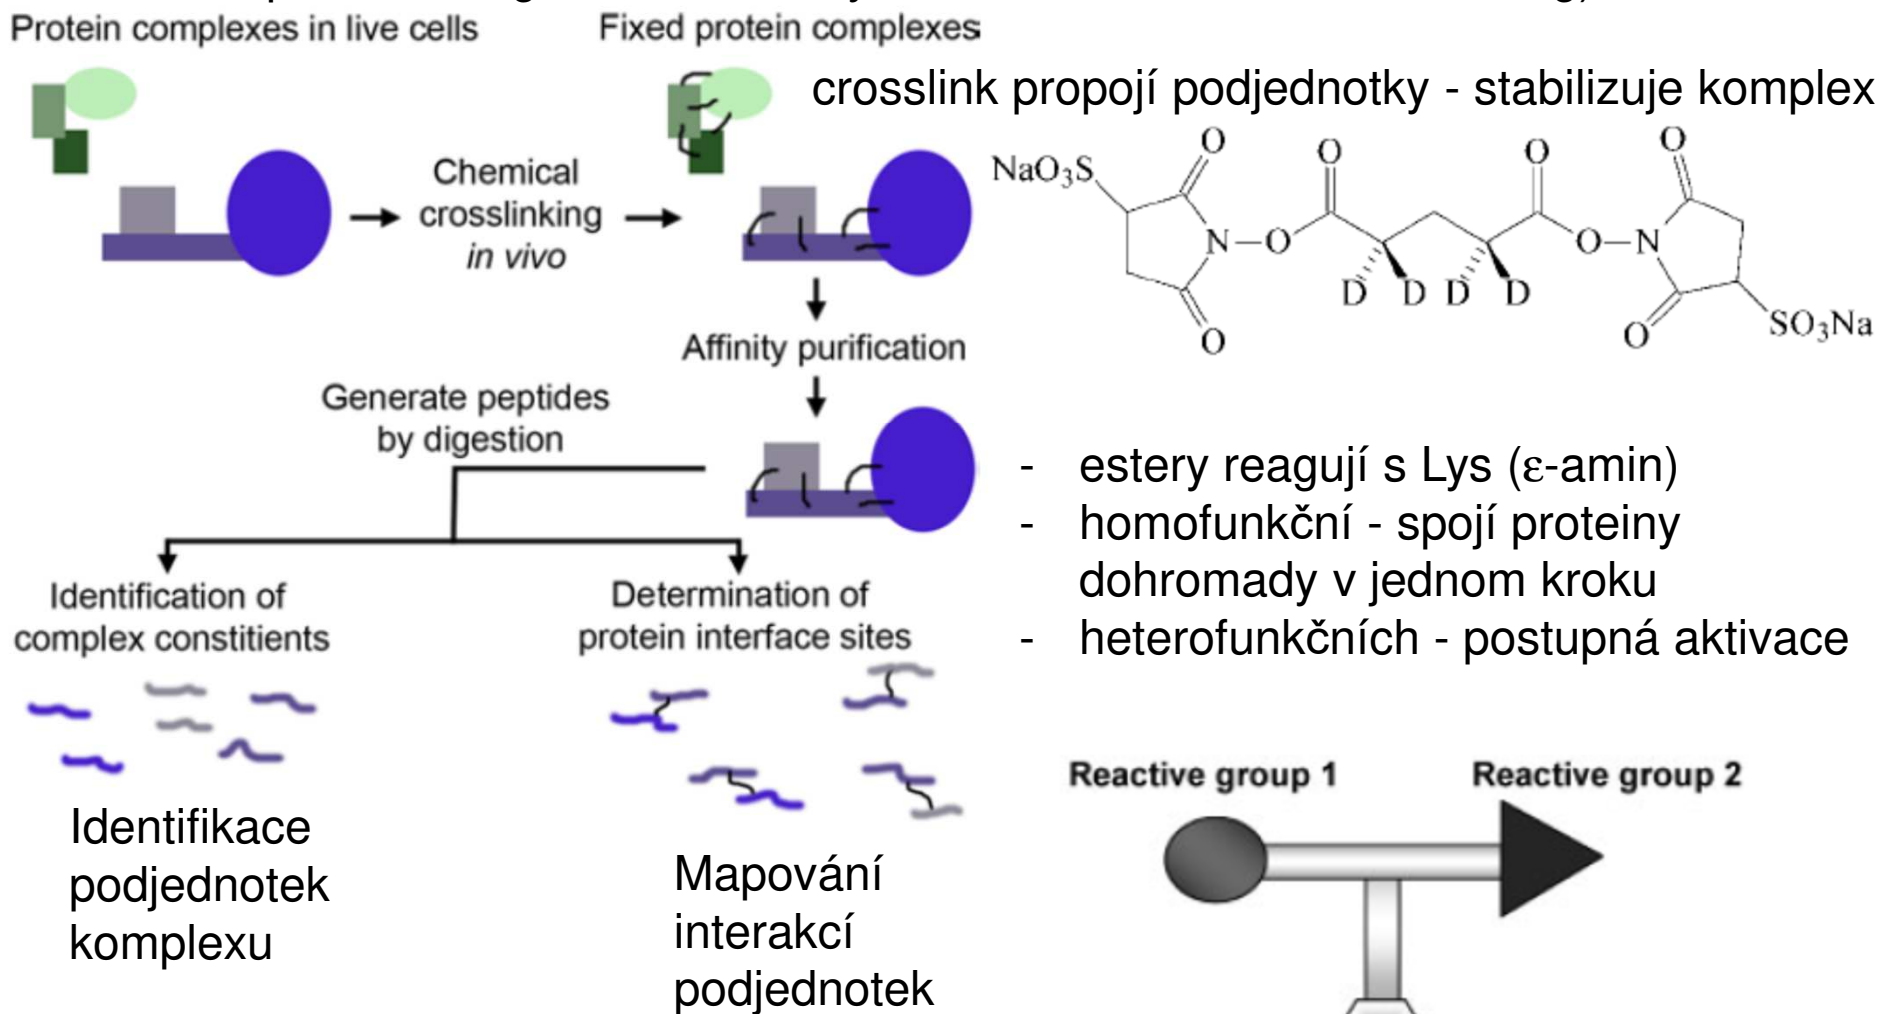 Protein complexes in live cells
Fixed protein complexes
crosslink propojí podjednotky - stabilizuje komplex
Chemical
crosslinking
in vivo
NaO3S
O
O
O
O
N
O
O
N
D
D
D
D
O
O
SO3Na
Affinity purification
Generate peptides
by digestion
- estery reagují s Lys (ε-amin)
- homofunkční - spojí proteiny
dohromady v jednom kroku
- heterofunkčních - postupná aktivace
Identification of
complex constitients
Determination of
protein interface sites
Identifikace
podjednotek
komplexu
Mapování
interakcí
podjednotek
Reactive group 1
Reactive group 2